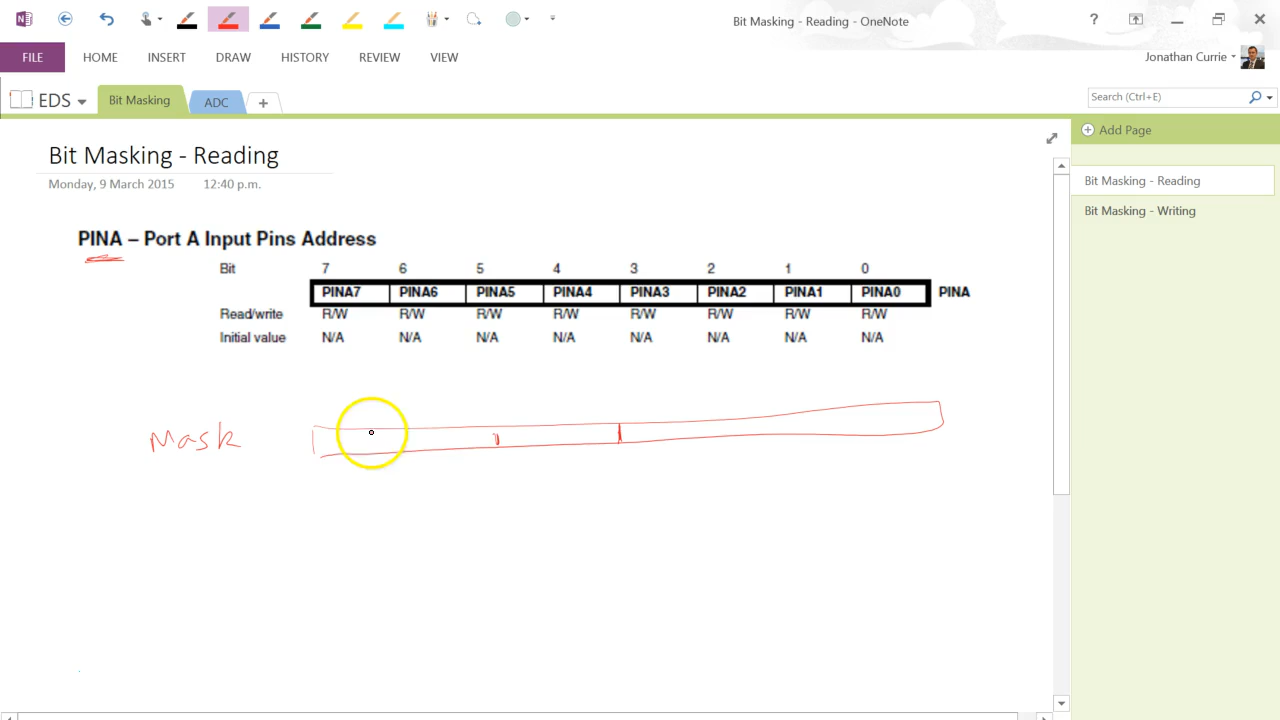 Bit Masking - Reading - OneNote
?
FILE HOME INSERT DRAW HISTORY REVIEW VIEW
Jonathan Currie
EDS Bit Masking ADC +
Search (Ctrl+E)
Add Page
Bit Masking - Reading
Bit Masking - Writing
Bit Masking - Reading
Monday, 9 March 2015 12:40 p.m.
PINA – Port A Input Pins Address
Bit 7 6 5 4 3 2 1 0
PINA7 PINA6 PINA5 PINA4 PINA3 PINA2 PINA1 PINA0 PINA
Read/write R/W R/W R/W R/W R/W R/W R/W R/W
Initial value N/A N/A N/A N/A N/A N/A N/A N/A
Mask